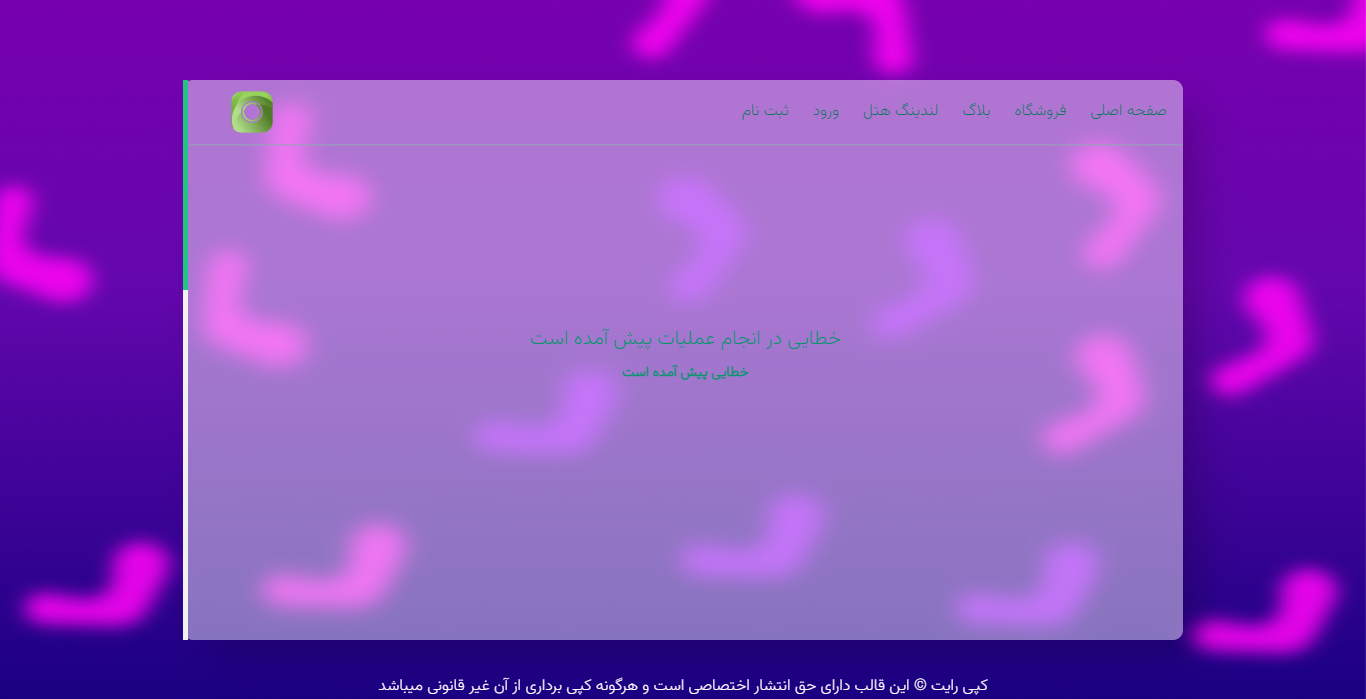 صفحه اصلی فروشگاه بلاگ لندینگ هتل ورود ثبت نام
خطایی در انجام عملیات پیش آمده است
خطایی پیش آمده است
کپی رایت © این قالب دارای حق انتشار اختصاصی است و هرگونه کپی برداری از آن غیر قانونی میباشد